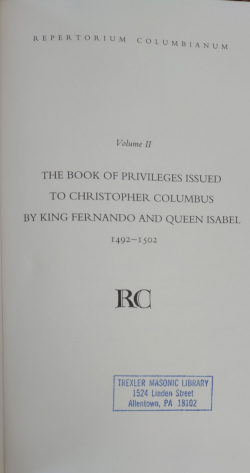 REPERTORIUM COLUMBIANUM
Volume II
THE BOOK OF PRIVILEGES ISSUED
TO CHRISTOPHER COLUMBUS
BY KING FERNANDO AND QUEEN ISABEL
1492–1502
RC
TREXLER MASONIC LIBRARY
1524 Linden Street
Allentown, PA 18102